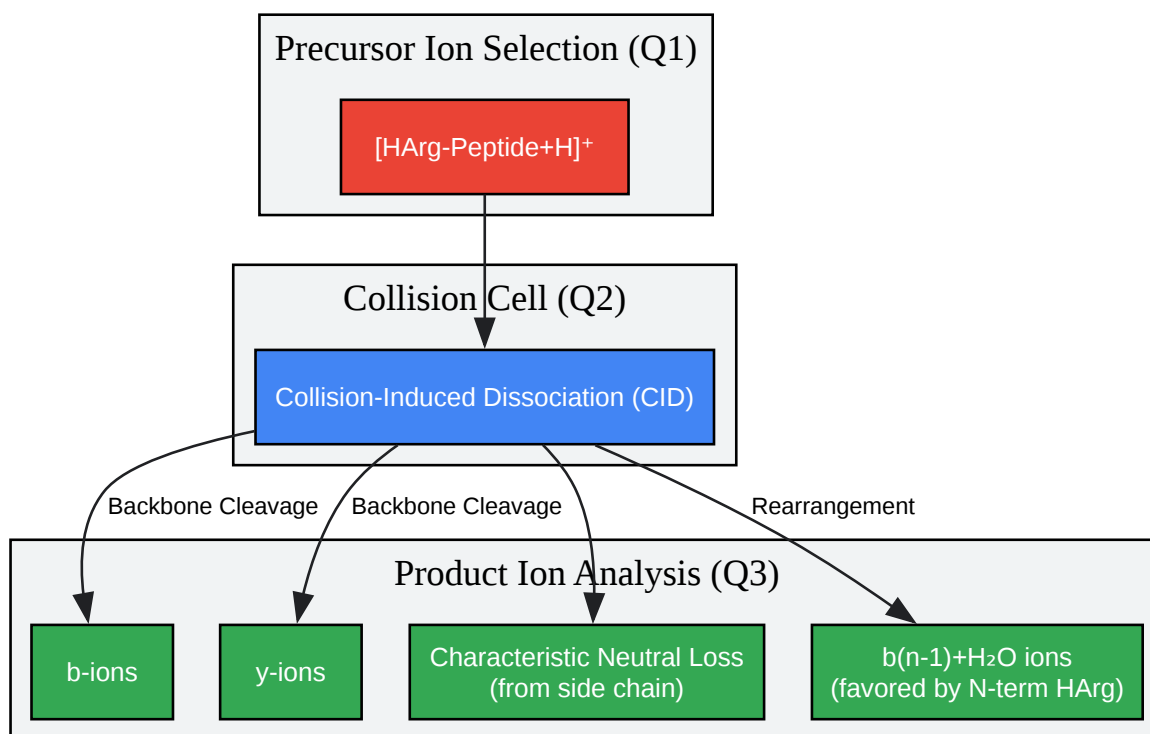 Precursor Ion Selection (Q1)
[HArg-Peptide+H]⁺
Collision Cell (Q2)
Collision-Induced Dissociation (CID)
Backbone Cleavage
Backbone Cleavage
Rearrangement
Product Ion Analysis (Q3)
b-ions
y-ions
Characteristic Neutral Loss
(from side chain)
b(n-1)+H₂O ions
(favored by N-term HArg)